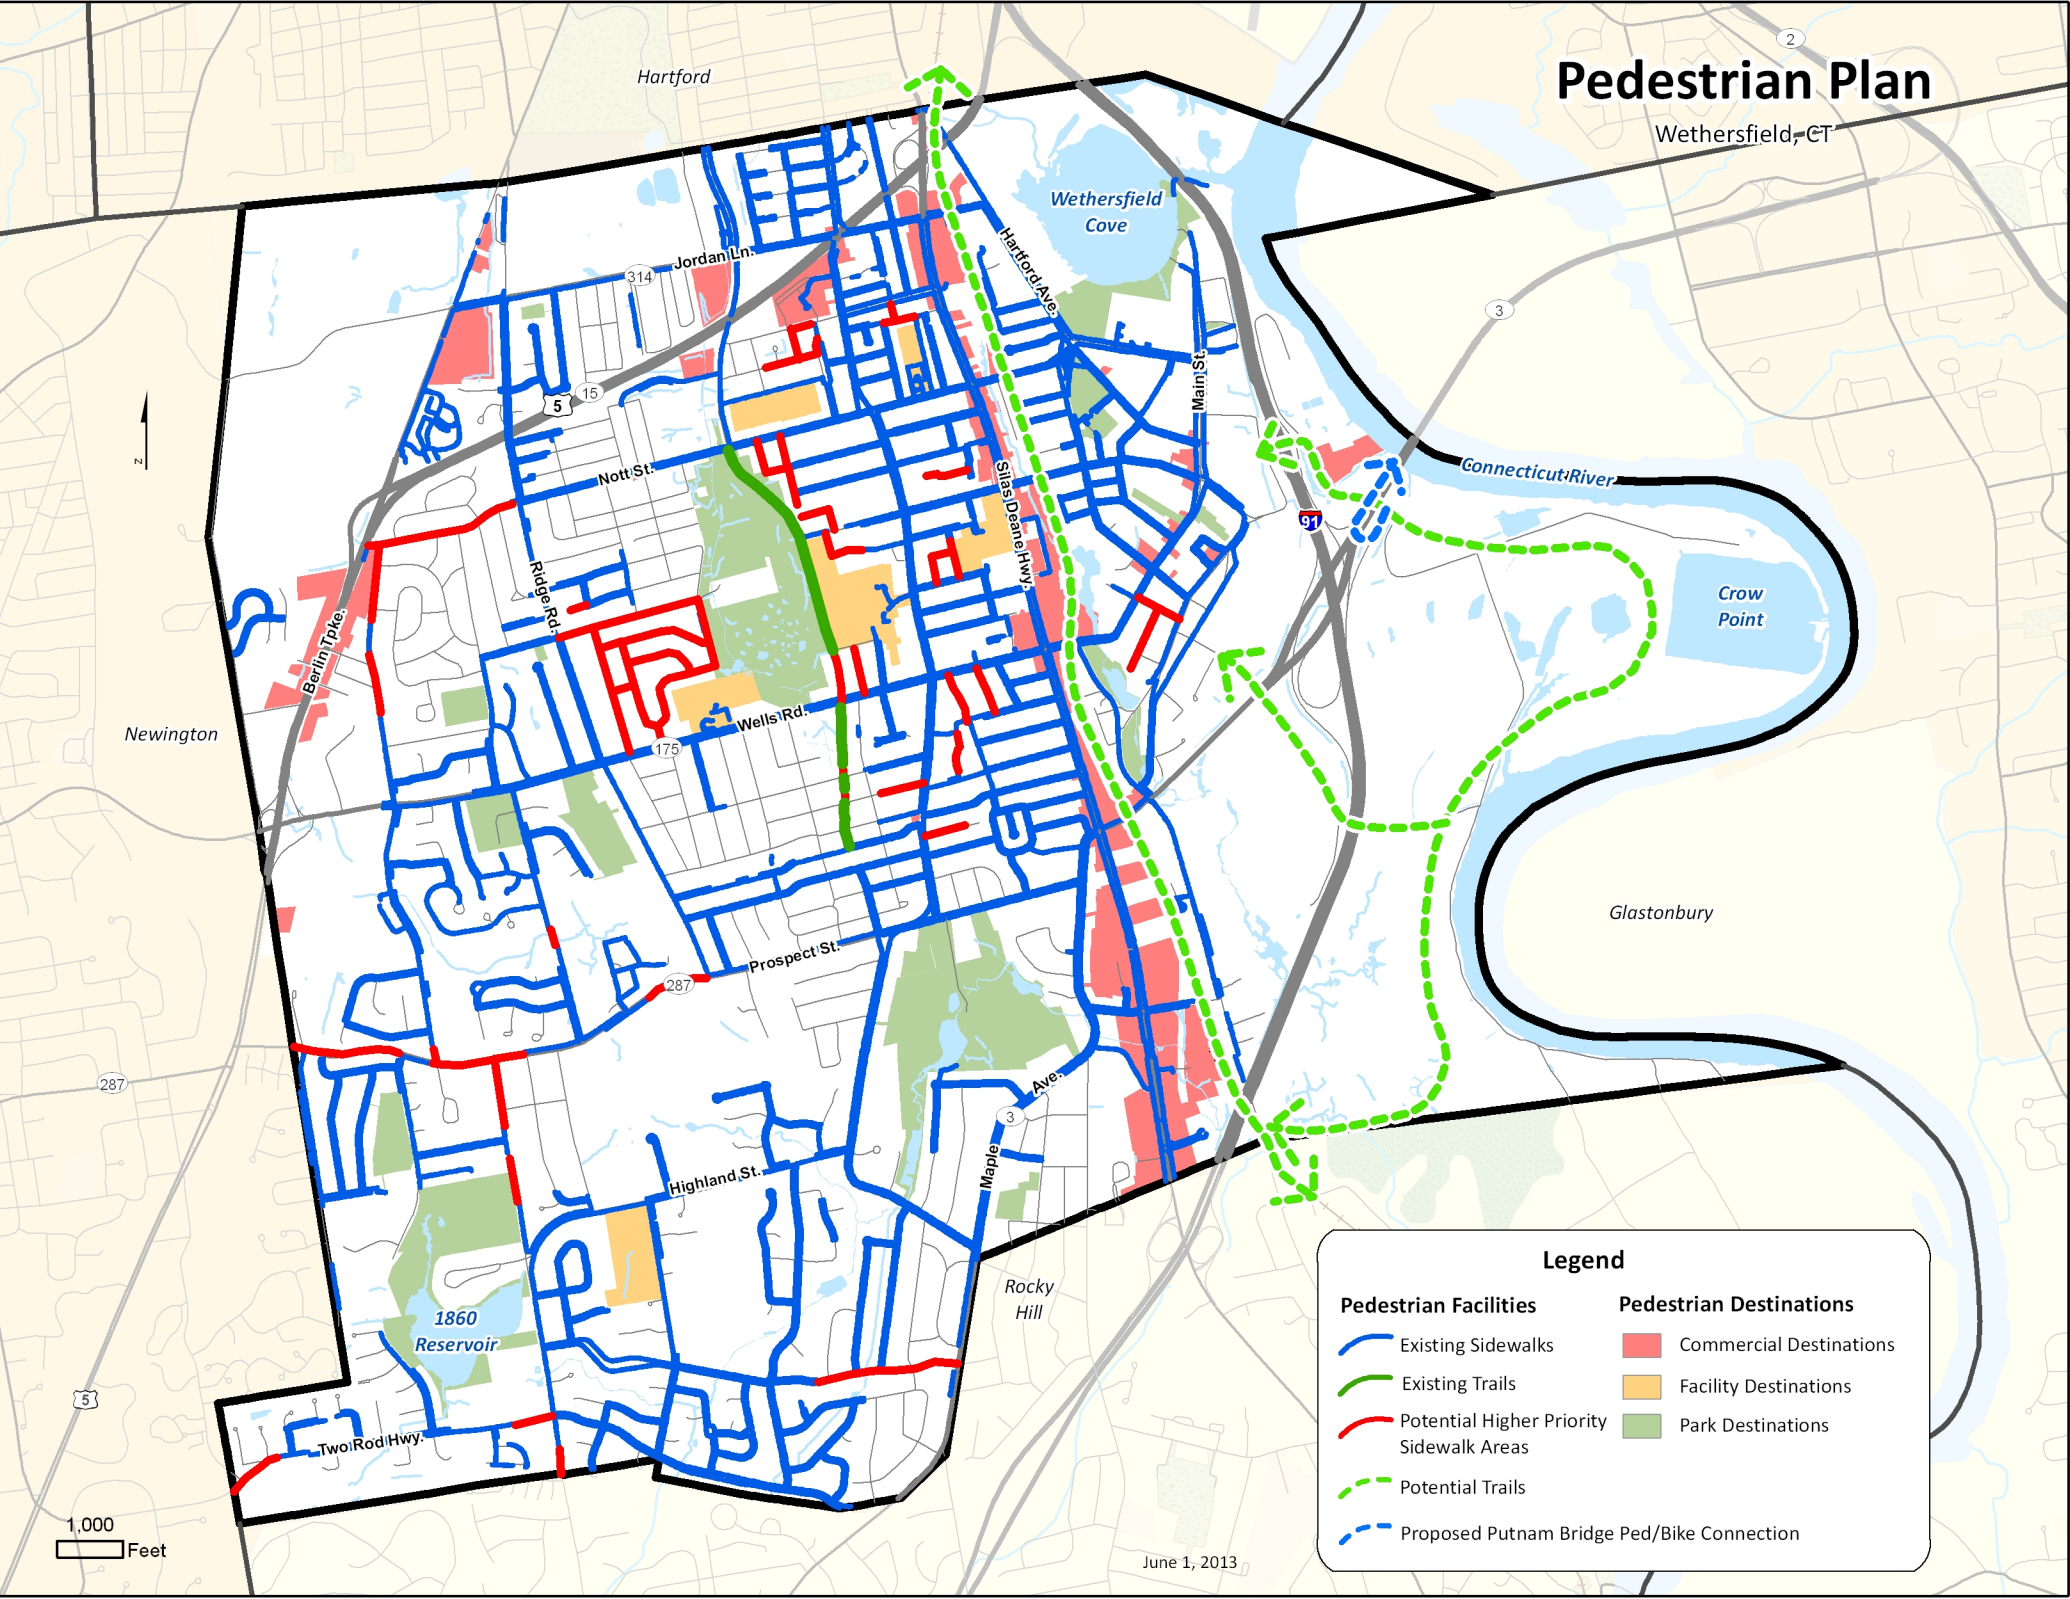 Pedestrian Plan
Wethersfield, CT
2
Hartford
Wethersfield
Cove
Jordan Ln.
314
Hartford Ave.
3
5
15
Main St.
N
Nott St.
Silas Deane Hwy.
Connecticut River
91
Ridge Rd.
Crow
Point
Berlin Tpke.
Newington
Wells Rd.
175
Glastonbury
Prospect St.
287
287
Maple Ave.
3
Highland St.
Rocky
Hill
1860
Reservoir
5
Two Rod Hwy.
1,000
Feet
June 1, 2013
Legend
Pedestrian Facilities
Existing Sidewalks
Existing Trails
Potential Higher Priority
Sidewalk Areas
Potential Trails
Proposed Putnam Bridge Ped/Bike Connection
Pedestrian Destinations
Commercial Destinations
Facility Destinations
Park Destinations